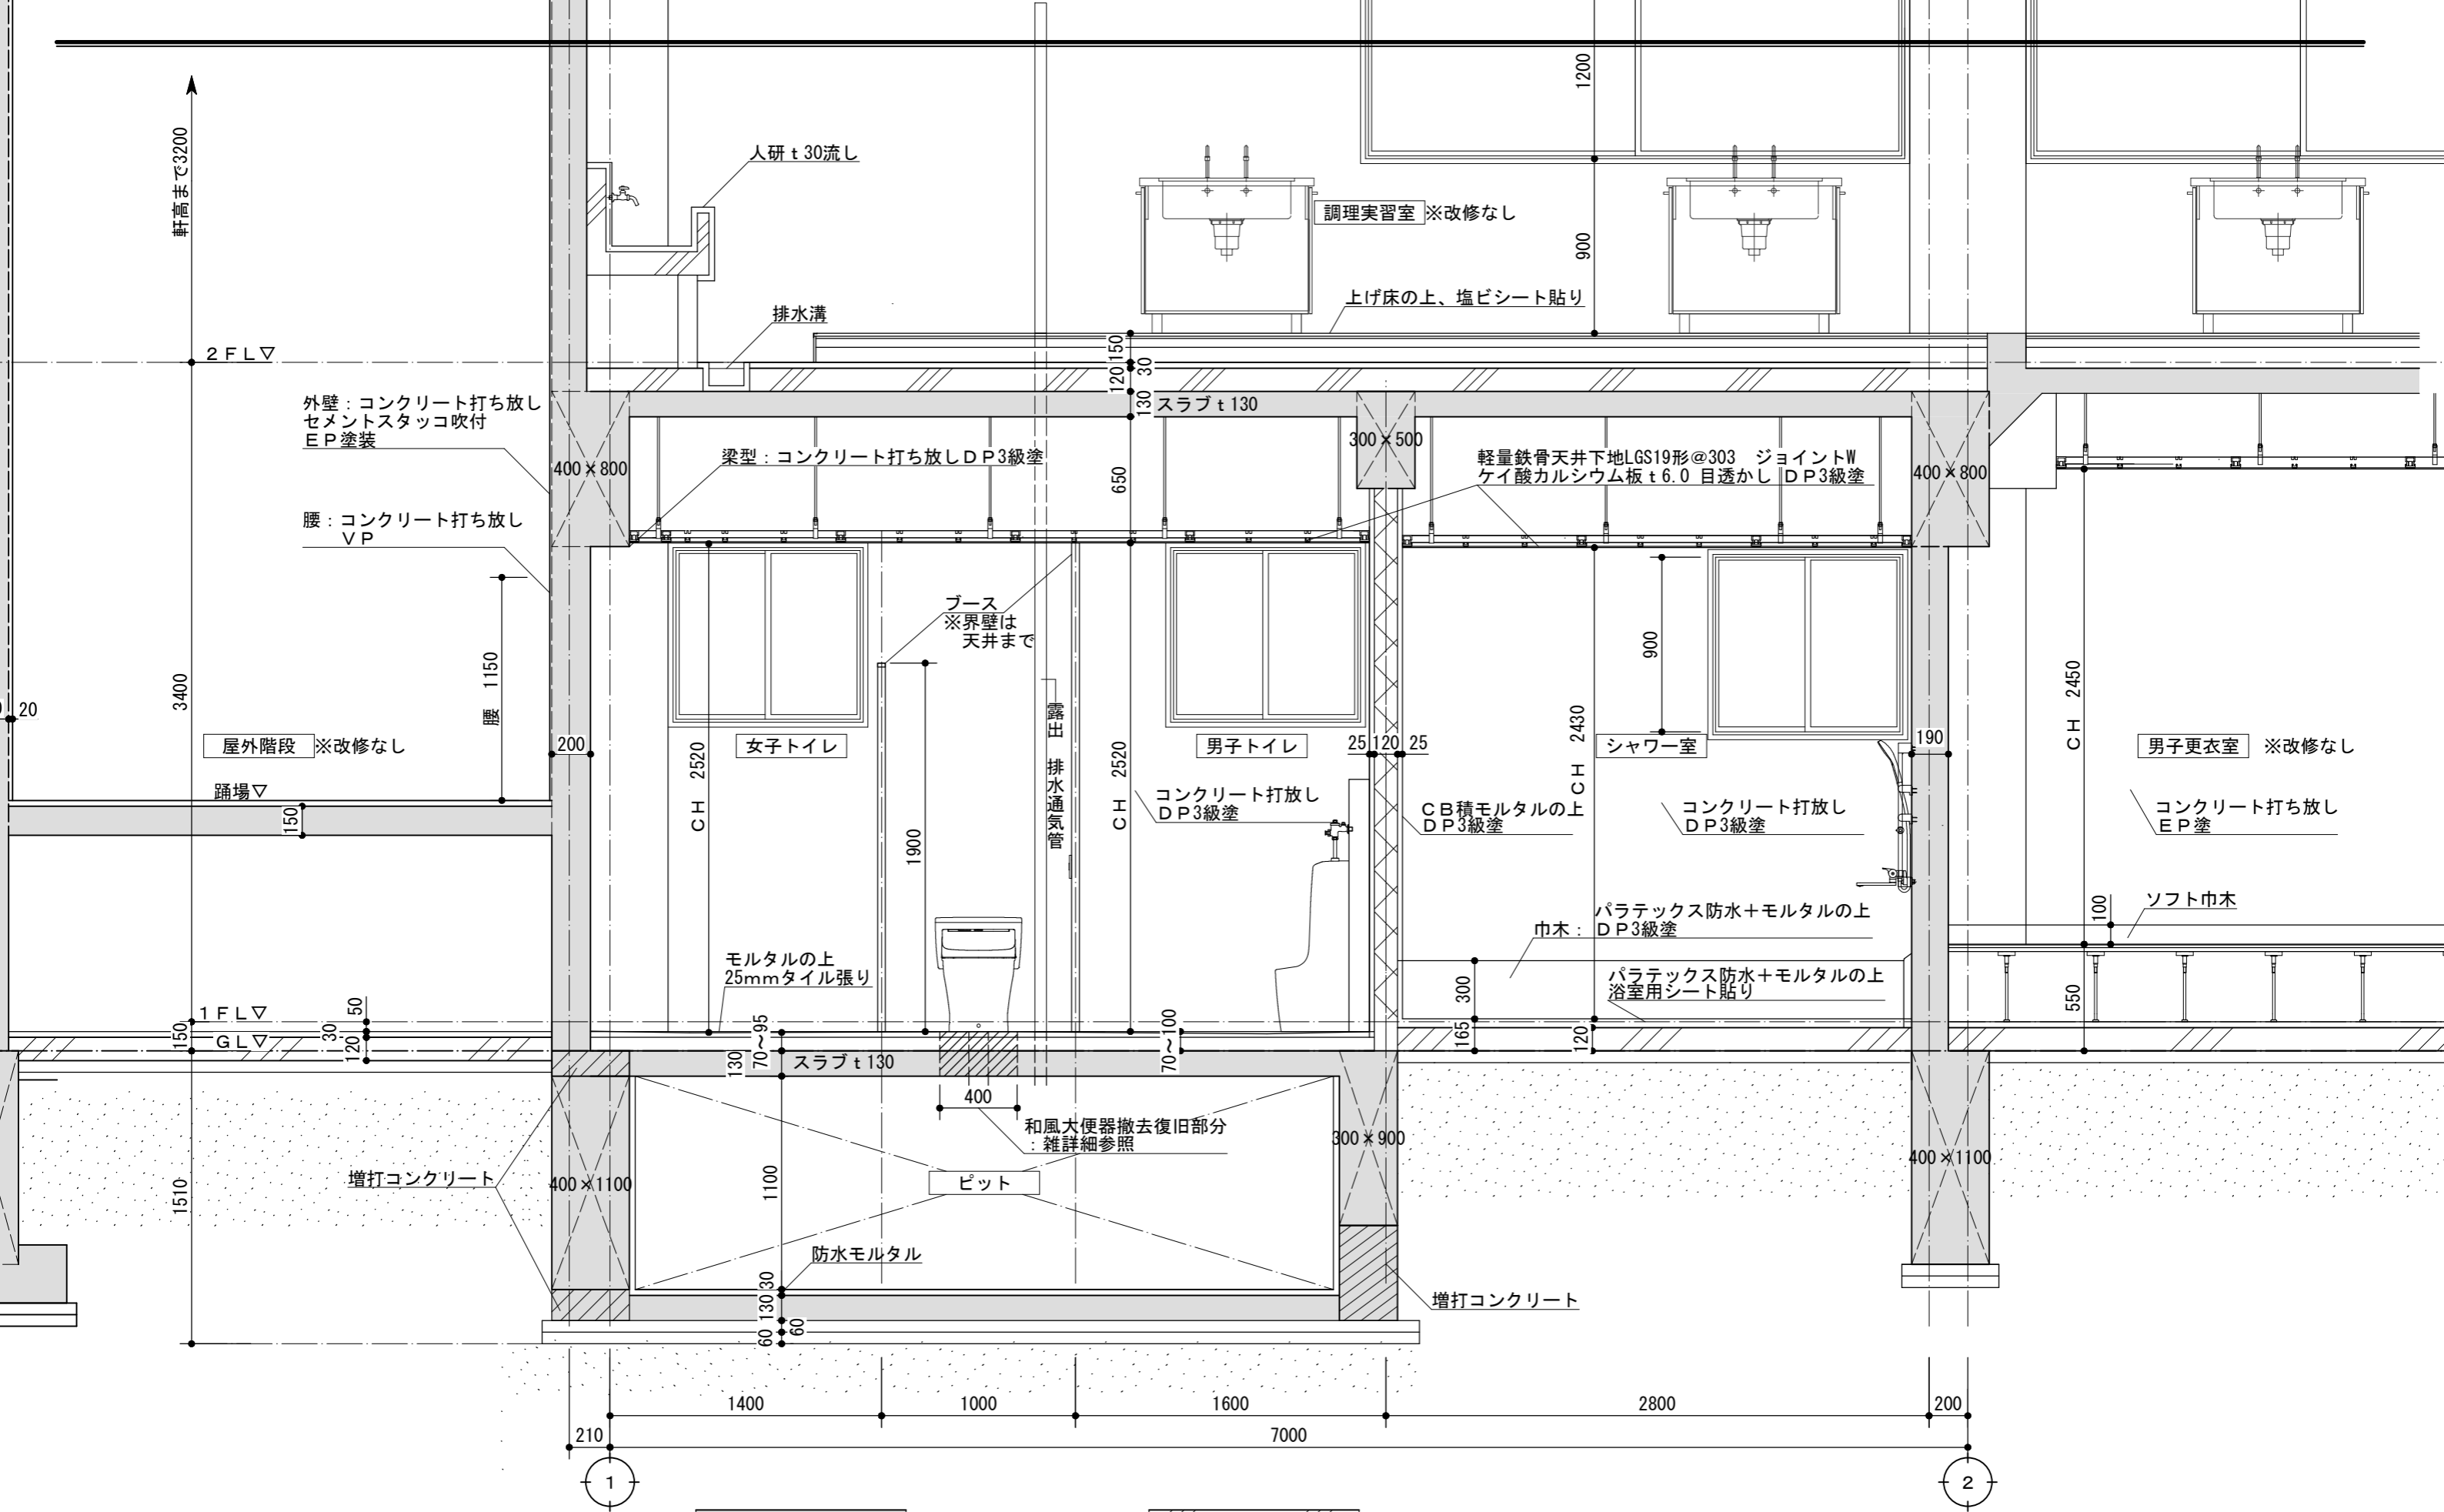 1200
軒高まで3200
人研ｔ30流し
調理実習室 ※改修なし
900
上げ床の上、塩ビシート貼り
排水溝
２ＦＬ▽
150
30
120
130
スラブｔ130
外壁：コンクリート打ち放し
セメントスタッコ吹付
ＥＰ塗装
400×800
梁型：コンクリート打ち放しＤＰ3級塗
650
300×500
軽量鉄骨天井下地LGS19形@303　ジョイントW
ケイ酸カルシウム板ｔ6.0 目透かし ＤＰ3級塗
400×800
腰：コンクリート打ち放し
ＶＰ
ブース
※界壁は
天井まで
腰　1150
3400
20
屋外階段 ※改修なし
200
女子トイレ
ＣＨ　2520
1900
露出　排水通気管
ＣＨ　2520
男子トイレ
25 120 25
ＣＨ　2430
900
シャワー室
190
ＣＨ　2450
男子更衣室 ※改修なし
踊場▽
150
コンクリート打放し
ＤＰ3級塗
ＣＢ積モルタルの上
ＤＰ3級塗
コンクリート打放し
ＤＰ3級塗
コンクリート打ち放し
ＥＰ塗
パラテックス防水＋モルタルの上
巾木： ＤＰ3級塗
100
ソフト巾木
モルタルの上
25mmタイル張り
300
パラテックス防水＋モルタルの上
浴室用シート貼り
550
１ＦＬ▽
50
150
ＧＬ▽
30
120
130
70～95
スラブｔ130
70～100
165
120
400
和風大便器撤去復旧部分
：雑詳細参照
300×900
400×1100
増打コンクリート
400×1100
1100
ピット
1510
防水モルタル
30
130
60
60
増打コンクリート
1400
1000
1600
2800
200
210
7000
1
2